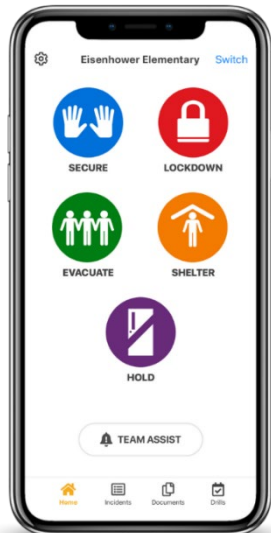 Eisenhower Elementary Switch
SECURE LOCKDOWN
EVACUATE SHELTER
HOLD
TEAM ASSIST
Home Incidents Documents Drills